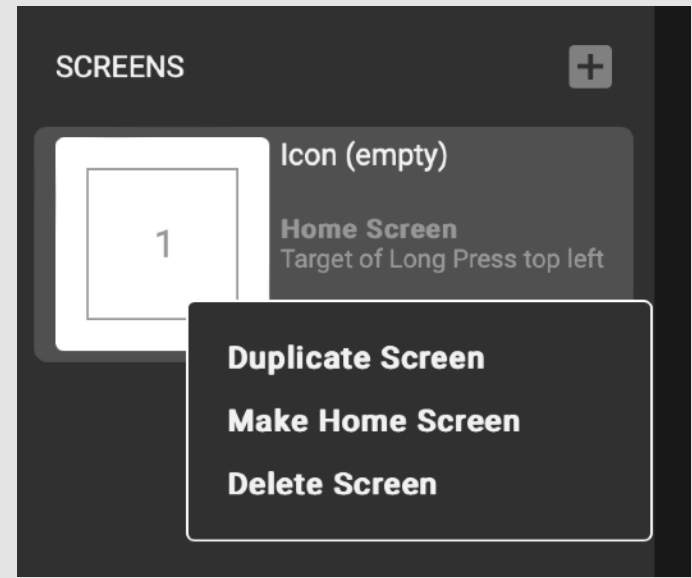 SCREENS
Icon (empty)
1
Home Screen
Target of Long Press top left
Duplicate Screen
Make Home Screen
Delete Screen